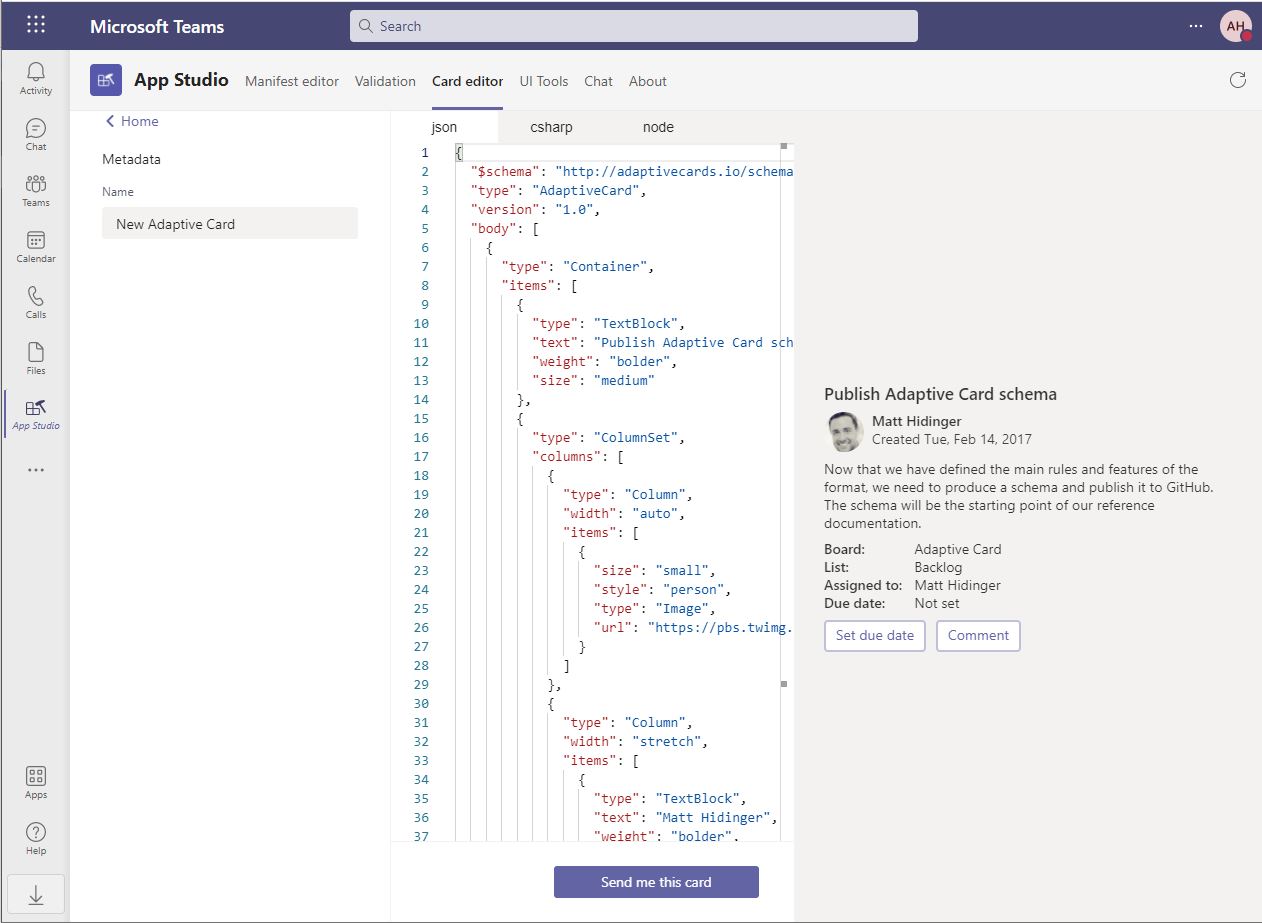 Microsoft Teams
Search
AH
Activity
Chat
Teams
Calendar
Calls
Files
App Studio
Apps
Help
App Studio Manifest editor Validation Card editor UI Tools Chat About
Home
Metadata
Name
New Adaptive Card
json csharp node
1 {
2 "$schema": "http://adaptivecards.io/schema
3 "type": "AdaptiveCard",
4 "version": "1.0",
5 "body": [
6 {
7 "type": "Container",
8 "items": [
9 {
10 "type": "TextBlock",
11 "text": "Publish Adaptive Card sch
12 "weight": "bolder",
13 "size": "medium"
14 },
15 {
16 "type": "ColumnSet",
17 "columns": [
18 {
19 "type": "Column",
20 "width": "auto",
21 "items": [
22 {
23 "size": "small",
24 "style": "person",
25 "type": "Image",
26 "url": "https://pbs.twimg.
27 }
28 ]
29 },
30 {
31 "type": "Column",
32 "width": "stretch",
33 "items": [
34 {
35 "type": "TextBlock",
36 "text": "Matt Hidinger",
37 "weight": "bolder",
Send me this card
Publish Adaptive Card schema
Matt Hidinger
Created Tue, Feb 14, 2017
Now that we have defined the main rules and features of the
format, we need to produce a schema and publish it to GitHub.
The schema will be the starting point of our reference
documentation.
Board: Adaptive Card
List: Backlog
Assigned to: Matt Hidinger
Due date: Not set
Set due date Comment